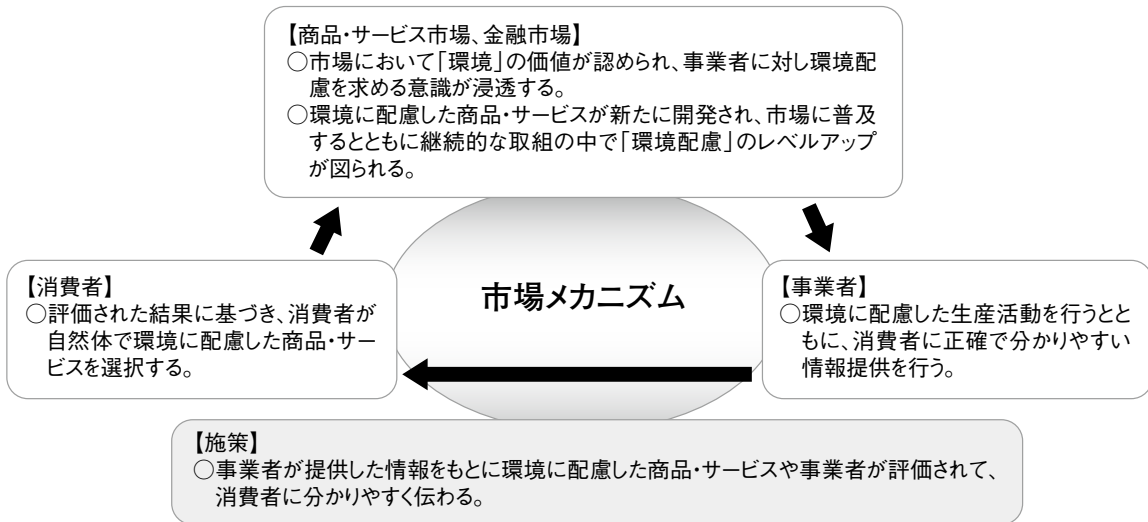 【商品・サービス市場、金融市場】
○市場において「環境」の価値が認められ、事業者に対し環境配
慮を求める意識が浸透する。
○環境に配慮した商品・サービスが新たに開発され、市場に普及
するとともに継続的な取組の中で「環境配慮」のレベルアップ
が図られる。
【消費者】
○評価された結果に基づき、消費者が
自然体で環境に配慮した商品・サー
ビスを選択する。
市場メカニズム
【事業者】
○環境に配慮した生産活動を行うとと
もに、消費者に正確で分かりやすい
情報提供を行う。
【施策】
○事業者が提供した情報をもとに環境に配慮した商品・サービスや事業者が評価されて、
消費者に分かりやすく伝わる。